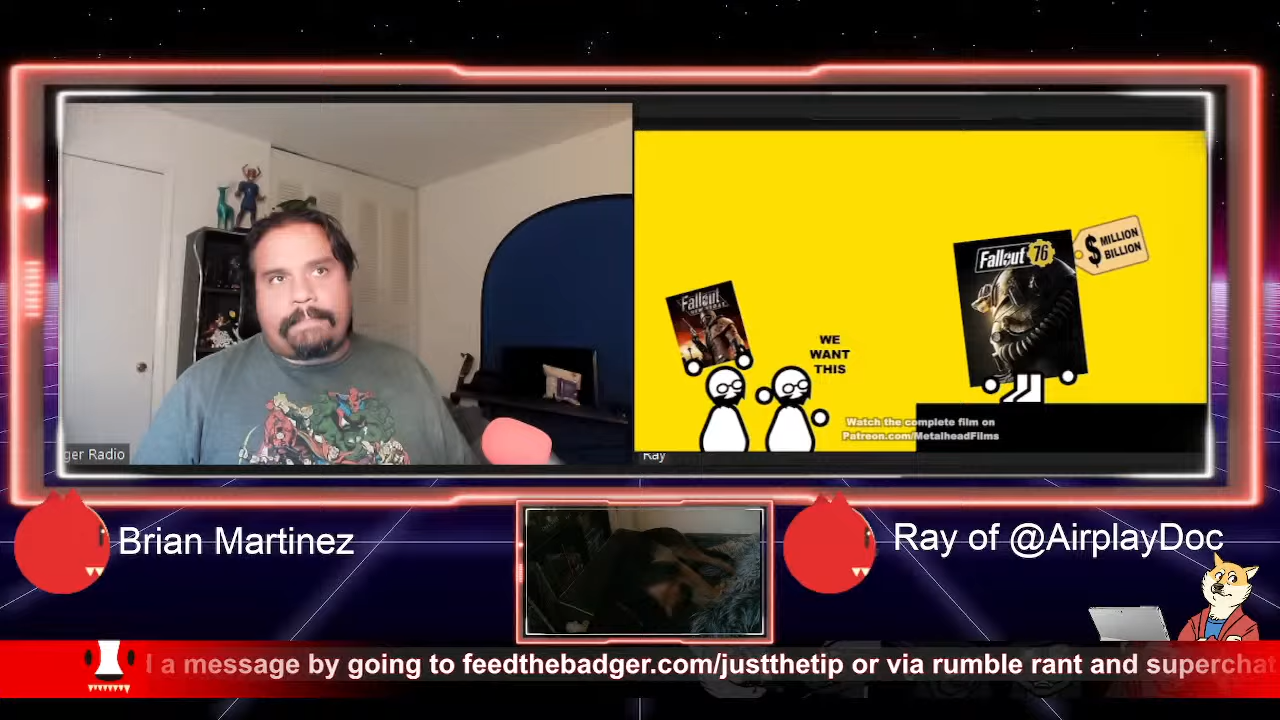 Fallout 76
$ MILLION
BILLION
Fallout
WE
WANT
THIS
Watch the complete film on
Patreon.com/MetalheadFilms
ger Radio
Ray
Brian Martinez
Ray of @AirplayDoc
a message by going to feedthebadger.com/justthetip or via rumble rant and superchat